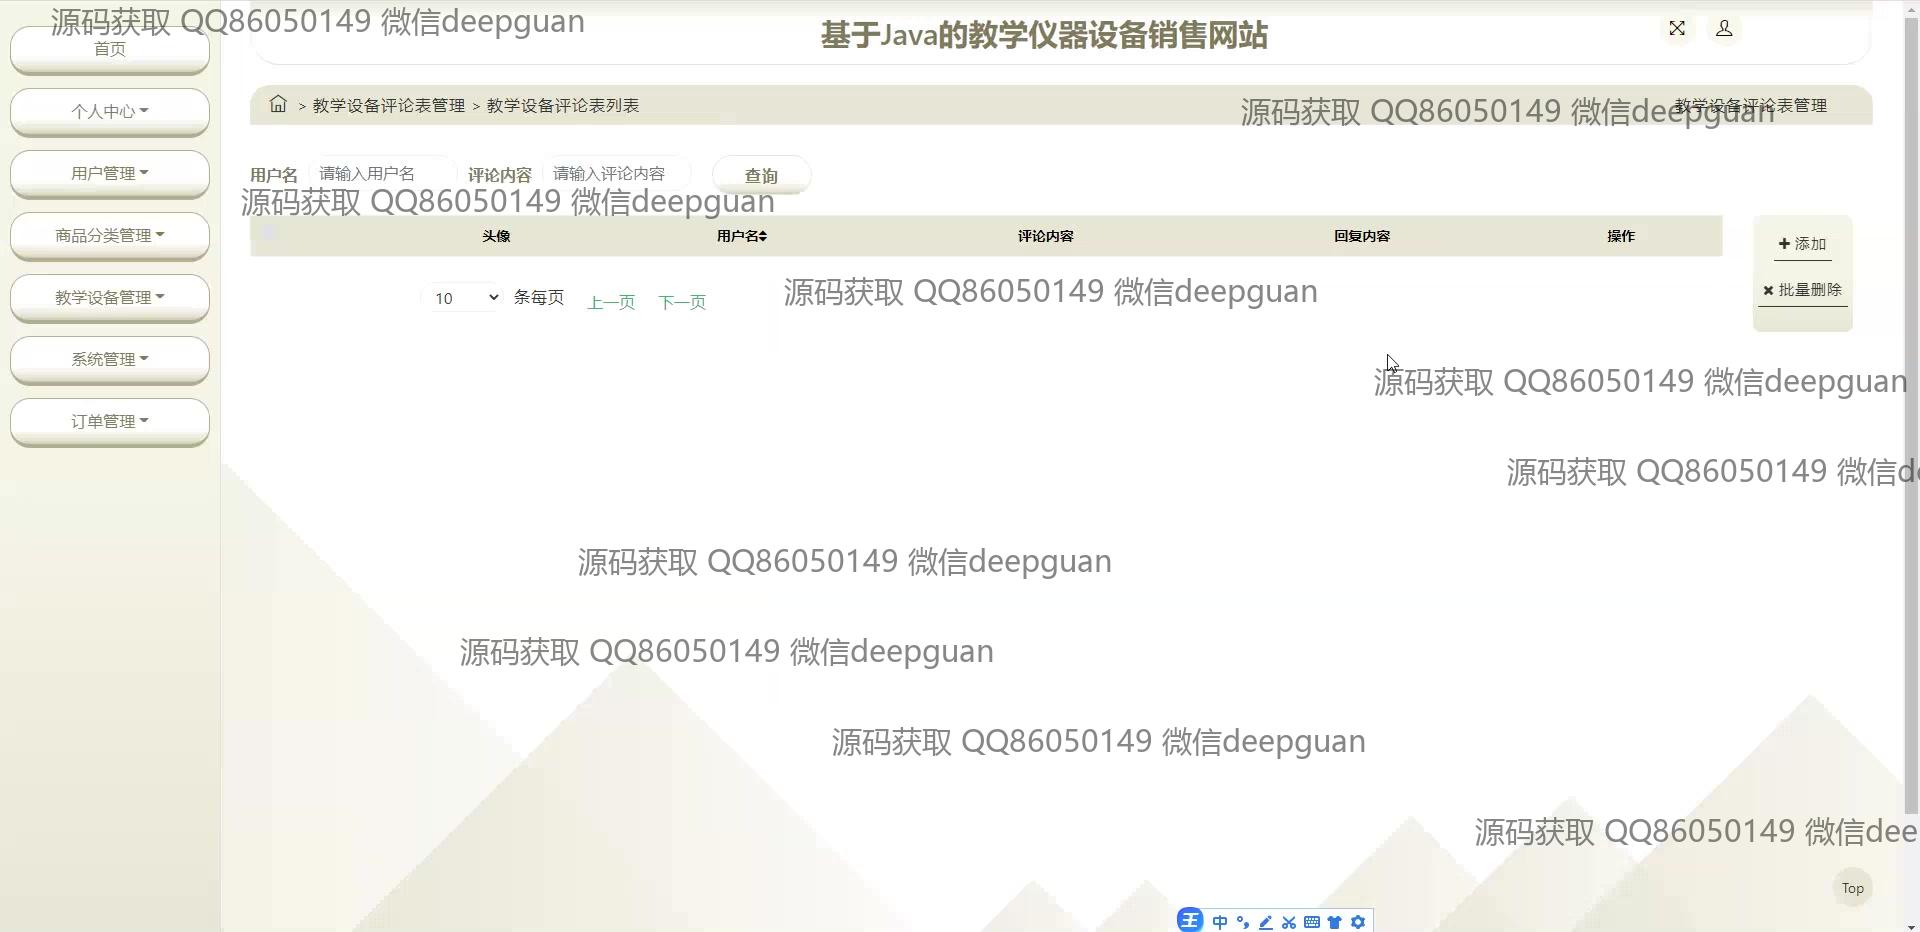 源码获取 QQ86050149 微信deepguan
首页
基于Java的教学仪器设备销售网站
个人中心
> 教学设备评论表管理 > 教学设备评论表列表
教学设备评论表管理
源码获取 QQ86050149 微信deepguan
用户管理
用户名 请输入用户名 评论内容 请输入评论内容 查询
源码获取 QQ86050149 微信deepguan
商品分类管理
头像 用户名 评论内容 回复内容 操作
添加
教学设备管理
10 条每页 上一页 下一页
源码获取 QQ86050149 微信deepguan
批量删除
系统管理
源码获取 QQ86050149 微信deepguan
订单管理
源码获取 QQ86050149 微信de
源码获取 QQ86050149 微信deepguan
源码获取 QQ86050149 微信deepguan
源码获取 QQ86050149 微信deepguan
源码获取 QQ86050149 微信dee
Top
王 中